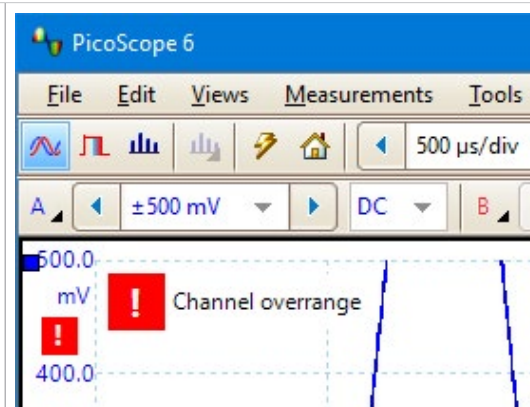 PicoScope 6
File Edit Views Measurements Tools
500 µs/div
A ±500 mV DC B
500.0
mV ! Channel overrange
!
400.0